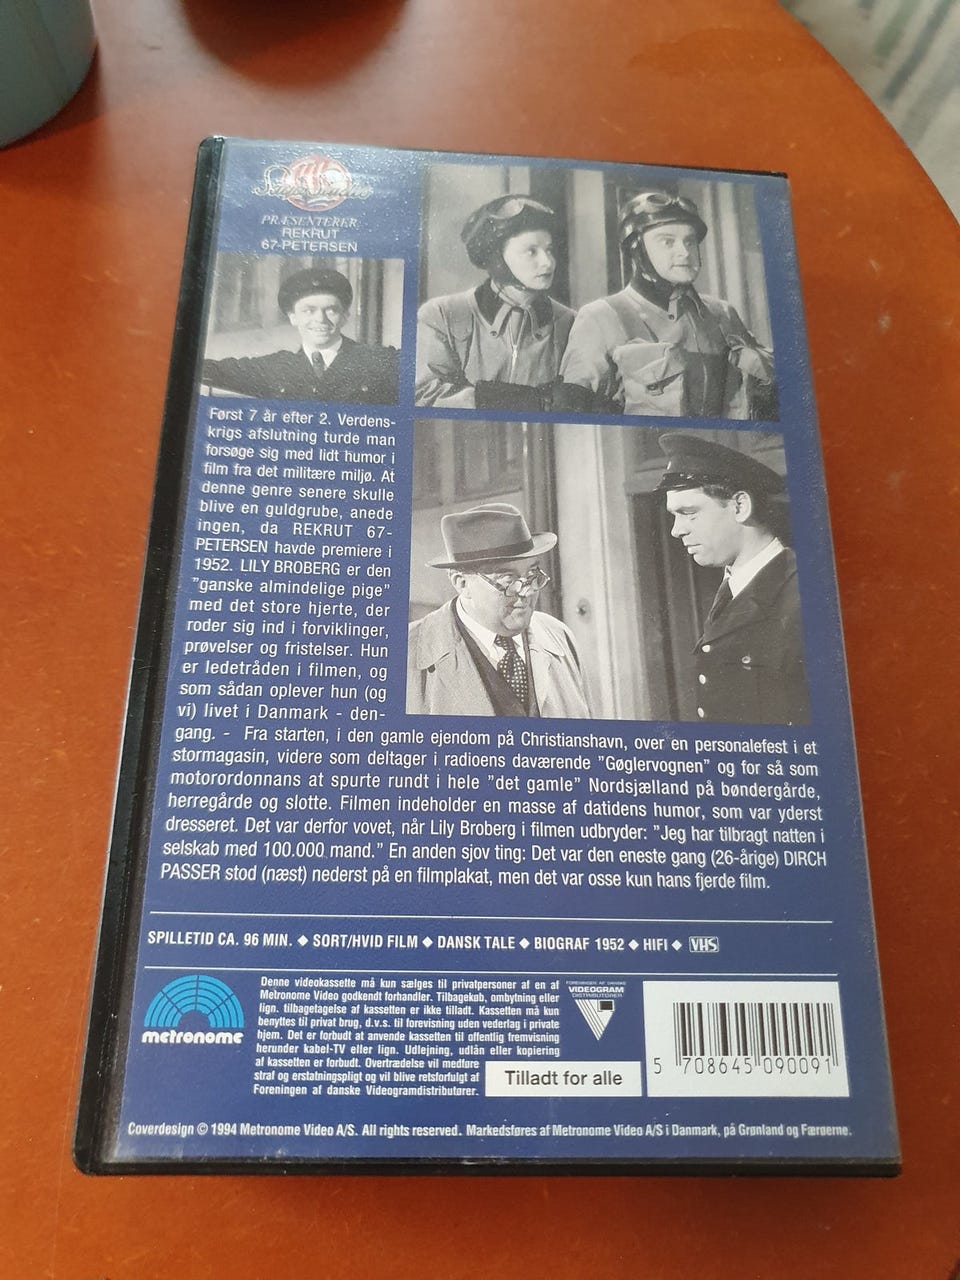 PRÆSENTERER
REKRUT
67-PETERSEN
Først 7 år efter 2. Verdens-
krigs afslutning turde man
forsøge sig med lidt humor i
film fra det militære miljø. At
denne genre senere skulle
blive en guldgrube, anede
ingen, da REKRUT 67-
PETERSEN havde premiere i
1952. LILY BROBERG er den
"ganske almindelige pige"
med det store hjerte, der
roder sig ind i forviklinger,
prøvelser og fristelser. Hun
er ledetråden i filmen, og
som sådan oplever hun (og
vi) livet i Danmark - den-
gang. - Fra starten, i den gamle ejendom på Christianshavn, over en personalefest i et
stormagasin, videre som deltager i radioens daværende "Gøglervognen" og for så som
motorordonnans at spurte rundt i hele "det gamle" Nordsjælland på bøndergårde,
herregårde og slotte. Filmen indeholder en masse af datidens humor, som var yderst
dresseret. Det var derfor vovet, når Lily Broberg i filmen udbryder: "Jeg har tilbragt natten i
selskab med 100.000 mand." En anden sjov ting: Det var den eneste gang (26-årige) DIRCH
PASSER stod (næst) nederst på en filmplakat, men det var osse kun hans fjerde film.
SPILLETID CA. 96 MIN. ◆ SORT/HVID FILM ◆ DANSK TALE ◆ BIOGRAF 1952 ◆ HIFI ◆ VHS
metronome
Denne videokassette må kun sælges til privatpersoner af en af
Metronome Video godkendt forhandler. Tilbagekøb, ombytning eller
lign. tilbagetagelse af kassetten er ikke tilladt. Kassetten må kun
benyttes til privat brug, d.v.s. til forevisning uden vederlag i private
hjem. Det er forbudt at anvende kassetten til offentlig fremvisning
herunder kabel-TV eller lign. Udlejning, udlån eller kopiering
af kassetten er forbudt. Overtrædelse vil medføre
straf og erstatningspligt og vil blive retsforfulgt af
Foreningen af danske Videogramdistributører.
FORENINGEN AF DANSKE
VIDEOGRAM
DISTRIBUTØRER
Tilladt for alle
5 708645 090091
Coverdesign © 1994 Metronome Video A/S. All rights reserved. Markedsføres af Metronome Video A/S i Danmark, på Grønland og Færøerne.